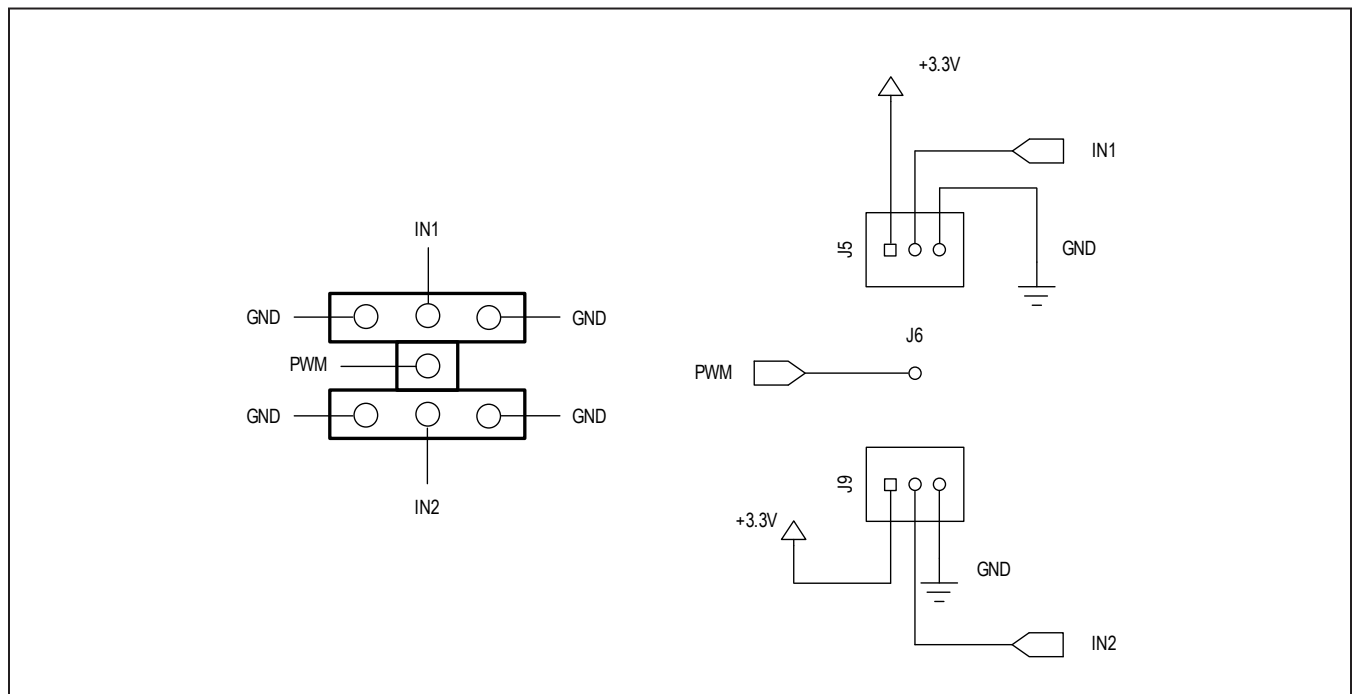 IN1
GND
GND
PWM
GND
GND
IN2
+3.3V
IN1
J5
GND
J6
PWM
J9
+3.3V
GND
IN2